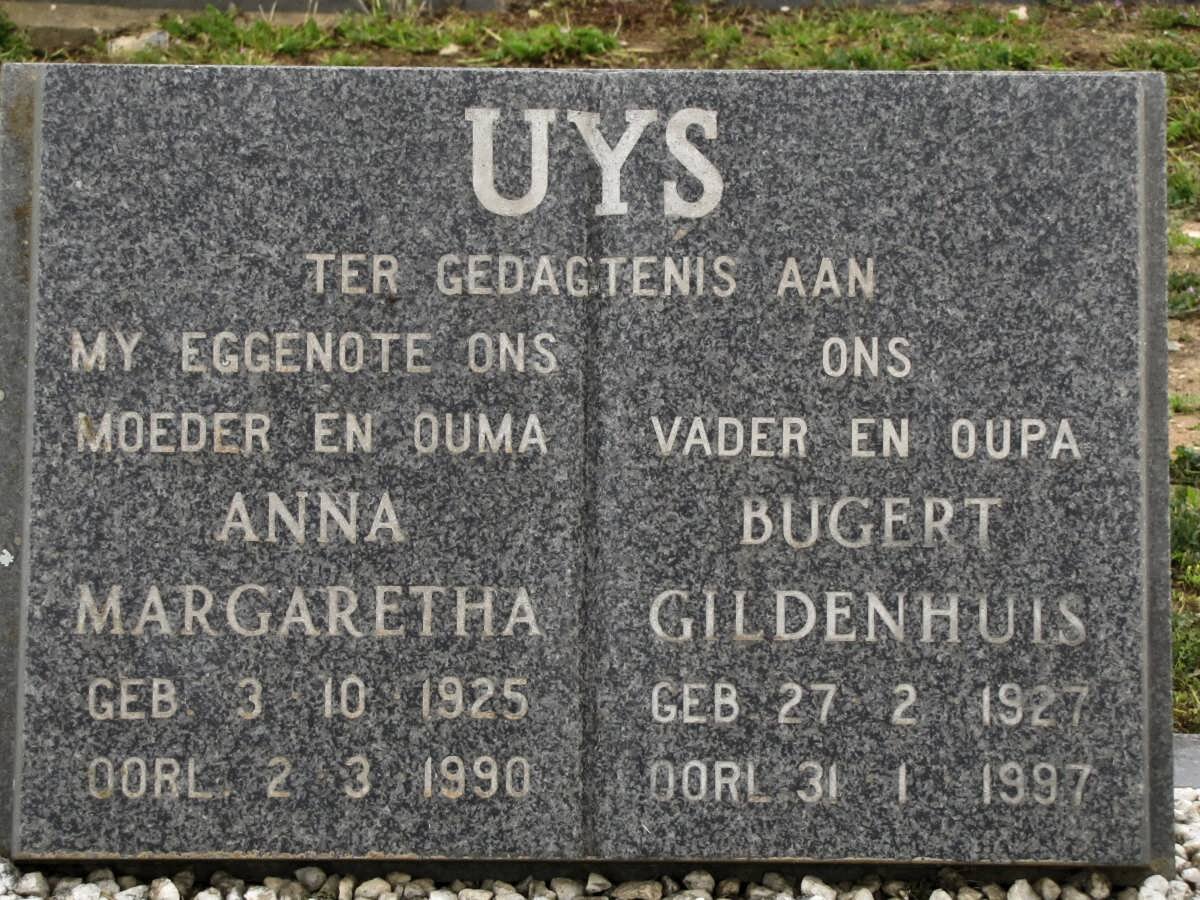 UYS
TER GEDAGTENIS AAN
MY EGGENOTE ONS
MOEDER EN OUMA
ANNA
MARGARETHA
GEB. 3 · 10 · 1925
OORL. 2 · 3 · 1990
ONS
VADER EN OUPA
BUGERT
GILDENHUIS
GEB 27 2 1927
OORL 31 1 1997